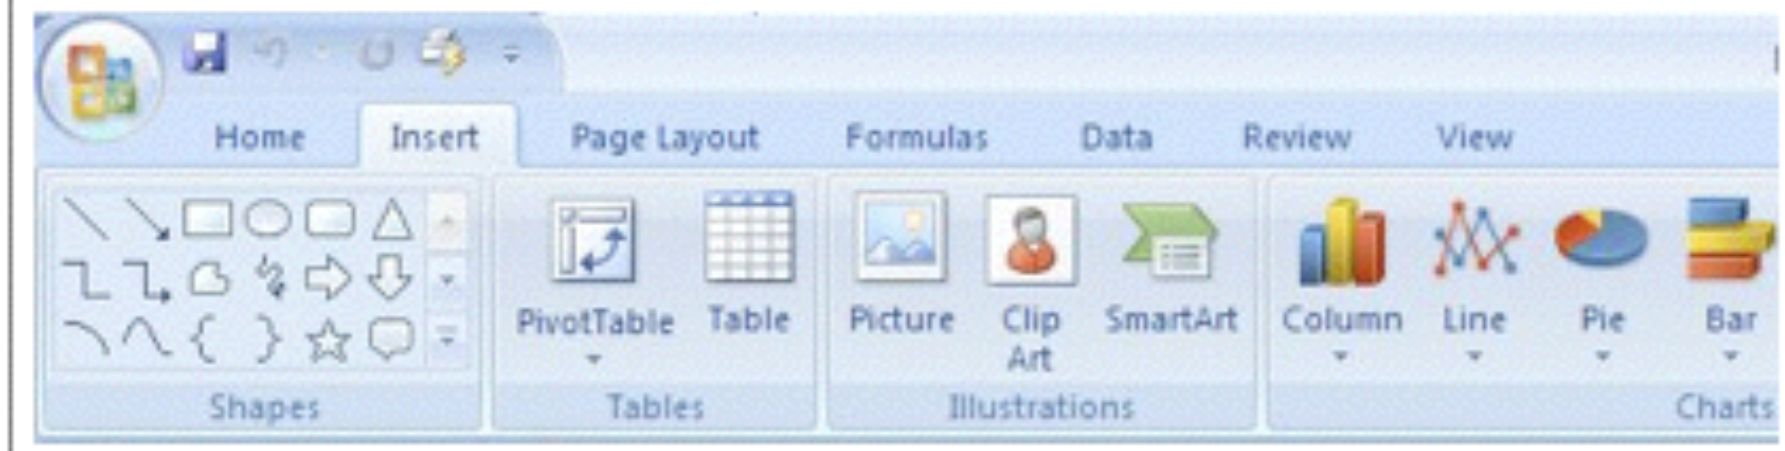 Home Insert Page Layout Formulas Data Review View
PivotTable Table Picture Clip Art SmartArt Column Line Pie Bar
Shapes Tables Illustrations Charts